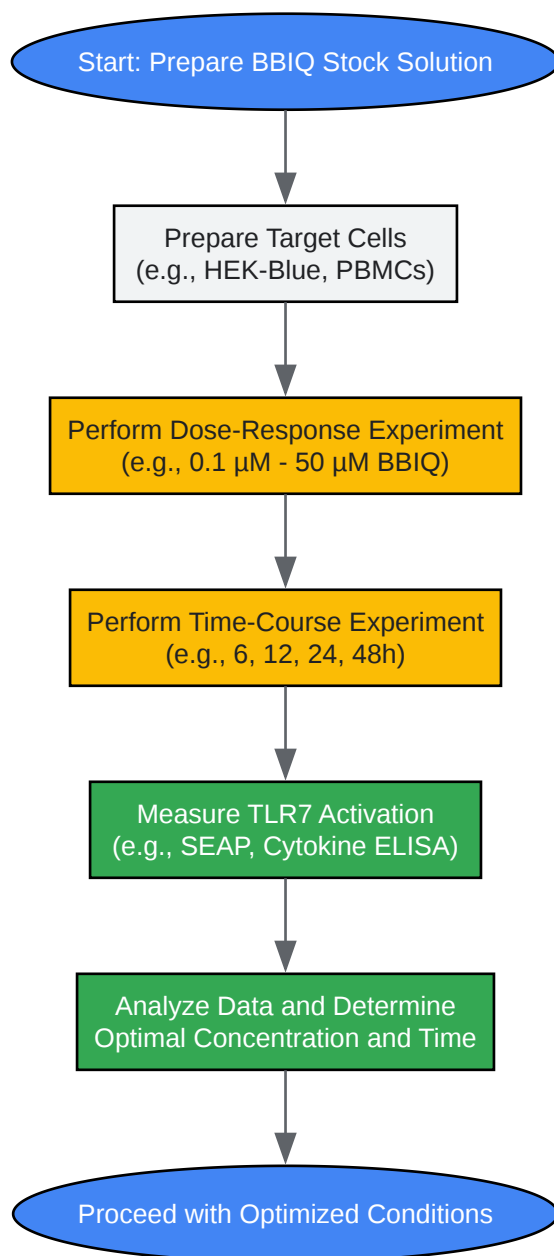 Start: Prepare BBIQ Stock Solution
Prepare Target Cells
(e.g., HEK-Blue, PBMCs)
Perform Dose-Response Experiment
(e.g., 0.1 µM - 50 µM BBIQ)
Perform Time-Course Experiment
(e.g., 6, 12, 24, 48h)
Measure TLR7 Activation
(e.g., SEAP, Cytokine ELISA)
Analyze Data and Determine
Optimal Concentration and Time
Proceed with Optimized Conditions